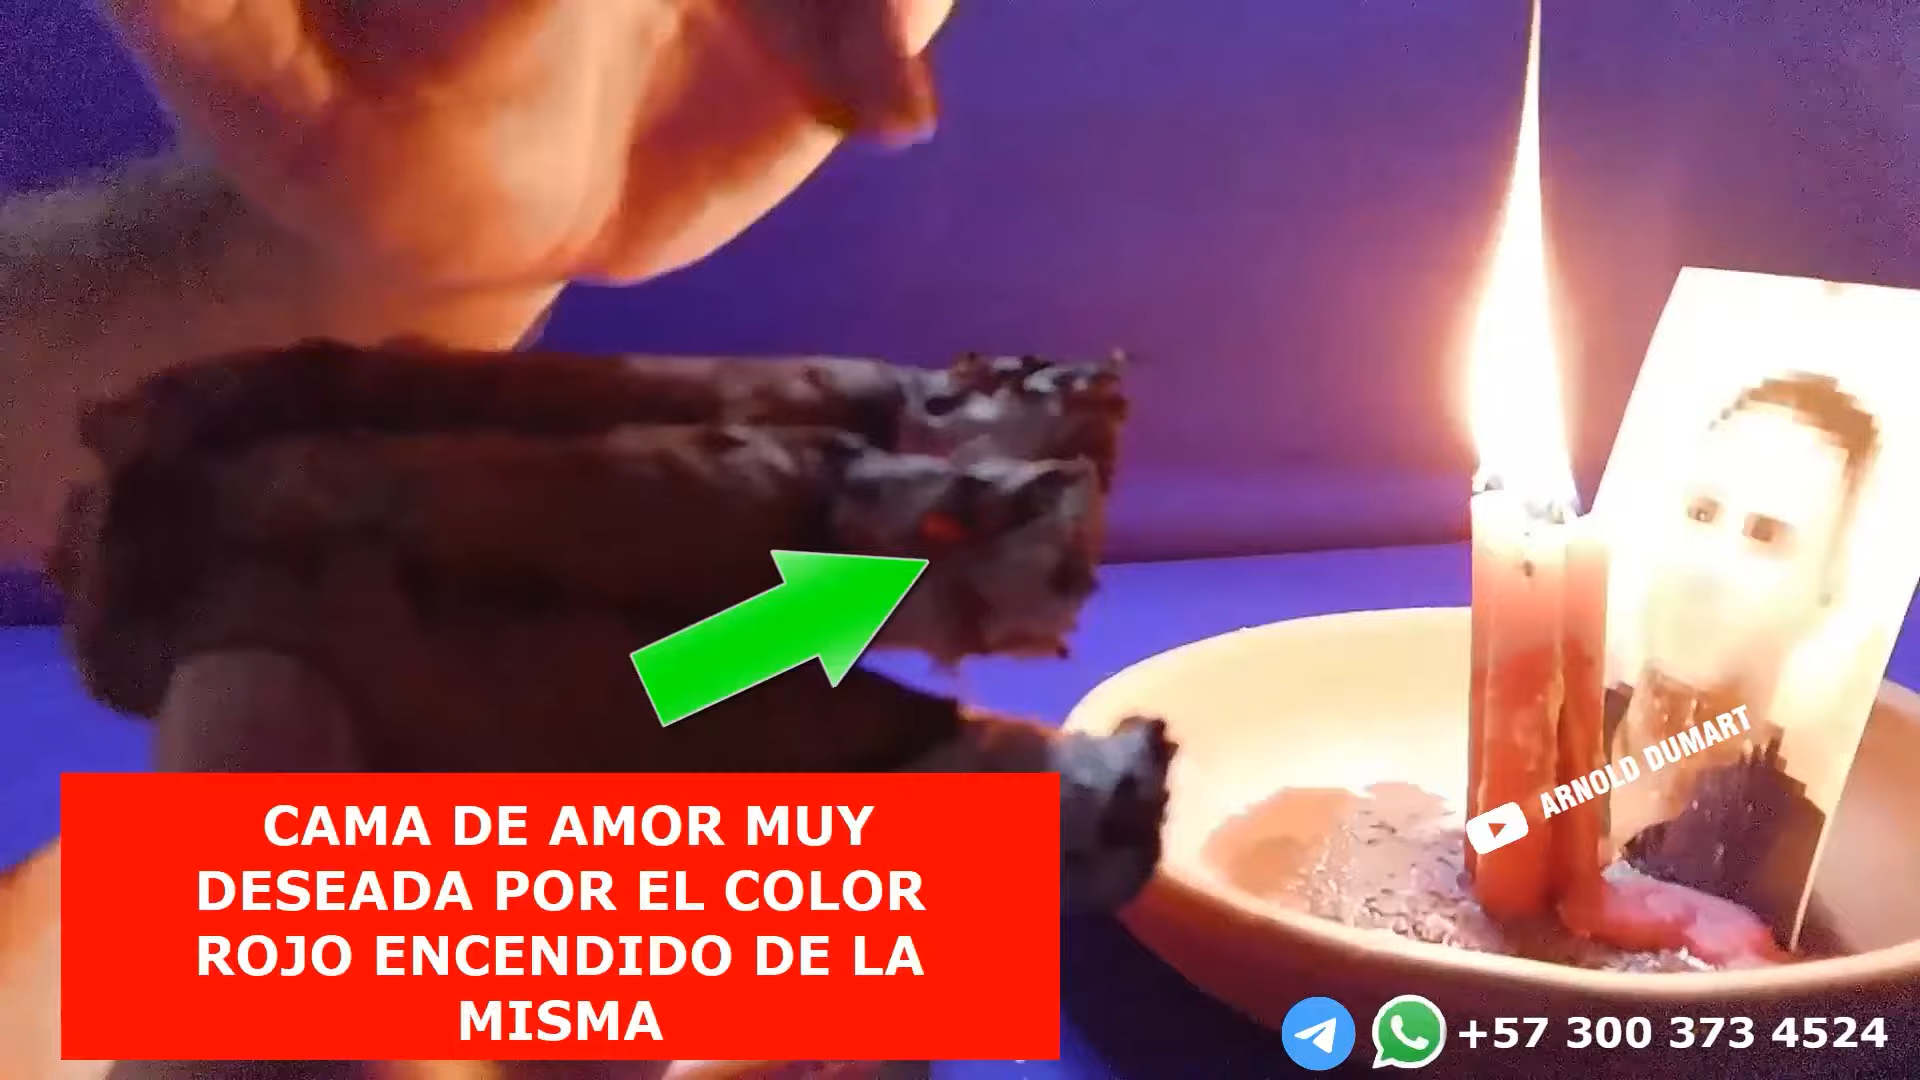 CAMA DE AMOR MUY
DESEADA POR EL COLOR
ROJO ENCENDIDO DE LA
MISMA
ARNOLD DUMART
+57 300 373 4524